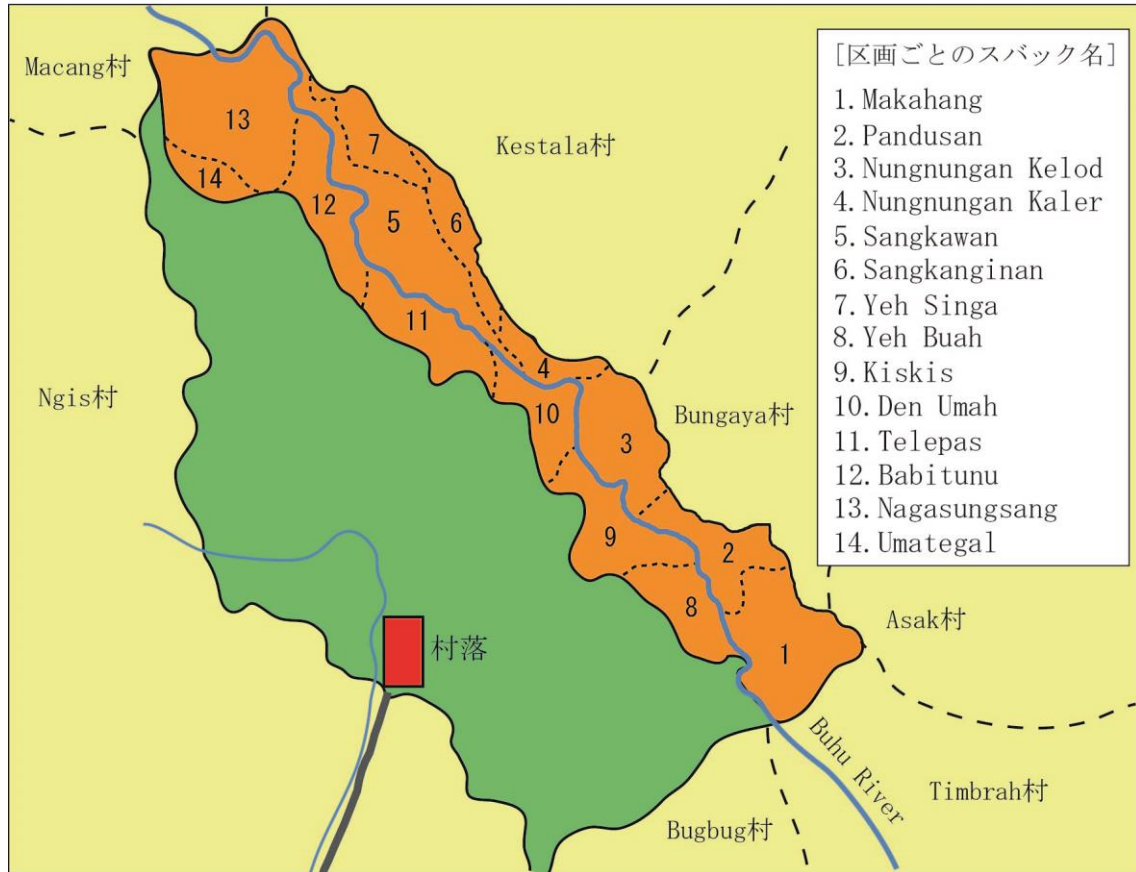 Macang村
Kestala村
Ngis村
Bungaya村
Asak村
Timbrah村
Bugbug村
Buhu River
村落
13
14
7
12
5
6
11
4
10
3
9
2
8
1
[区画ごとのスバック名]
1. Makahang
2. Pandusan
3. Nungnungan Kelod
4. Nungnungan Kaler
5. Sangkawan
6. Sangkanginan
7. Yeh Singa
8. Yeh Buah
9. Kiskis
10. Den Umah
11. Telepas
12. Babitunu
13. Nagasungsang
14. Umategal